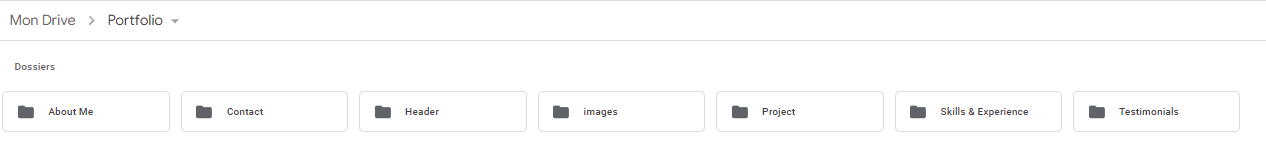 Mon Drive > Portfolio
Dossiers
About Me Contact Header images Project Skills & Experience Testimonials